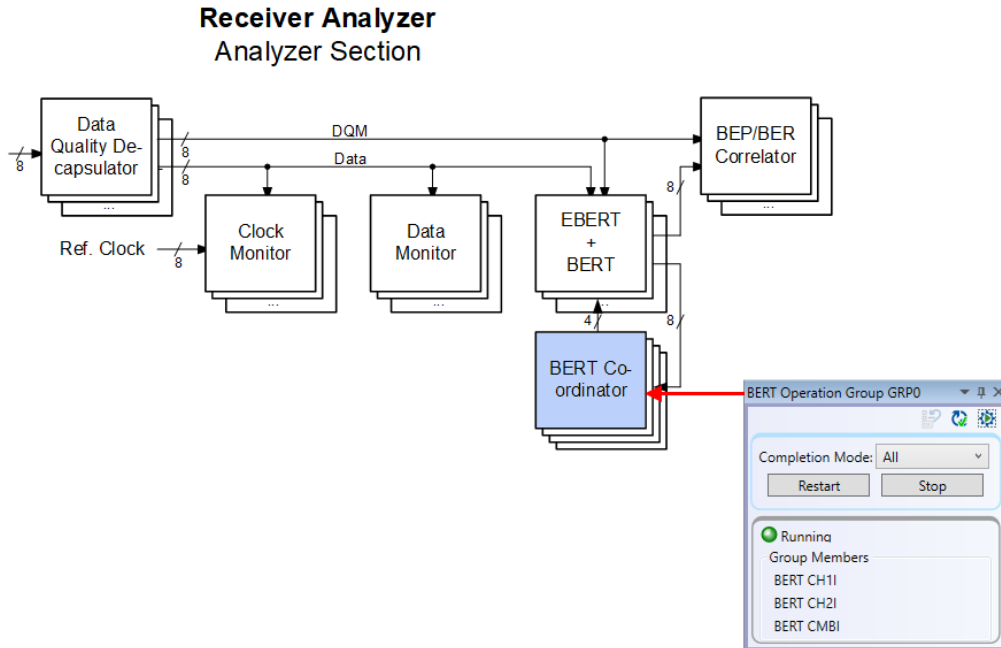 Receiver Analyzer
Analyzer Section
Data
Quality De-
capsulator
...
8
DQM
8
Data
8
BEP/BER
Correlator
...
Ref. Clock
8
Clock
Monitor
...
Data
Monitor
...
EBERT
+
BERT
...
8
4
8
BERT Co-
ordinator
BERT Operation Group GRP0
Completion Mode:
All
Restart
Stop
Running
Group Members
BERT CH1I
BERT CH2I
BERT CMBI